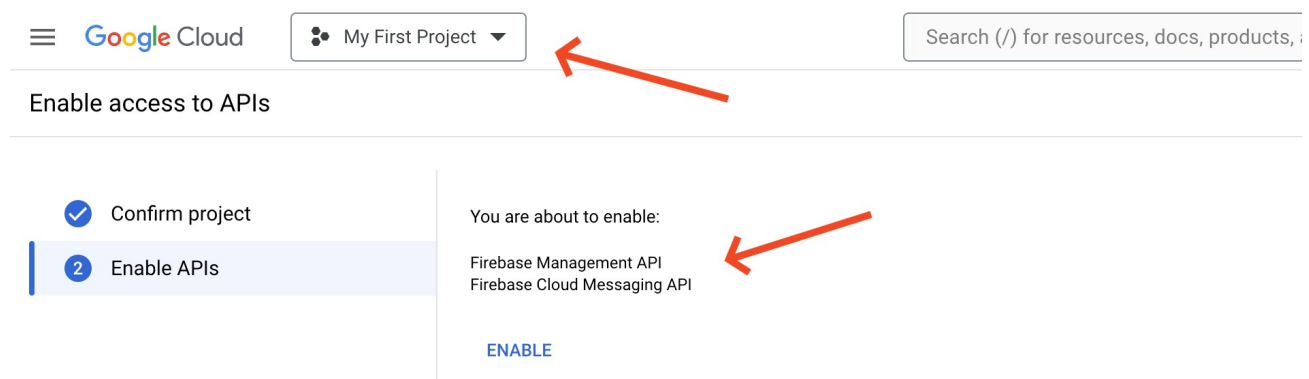 Google Cloud
My First Project
Search (/) for resources, docs, products,
Enable access to APIs
Confirm project
2 Enable APIs
You are about to enable:
Firebase Management API
Firebase Cloud Messaging API
ENABLE